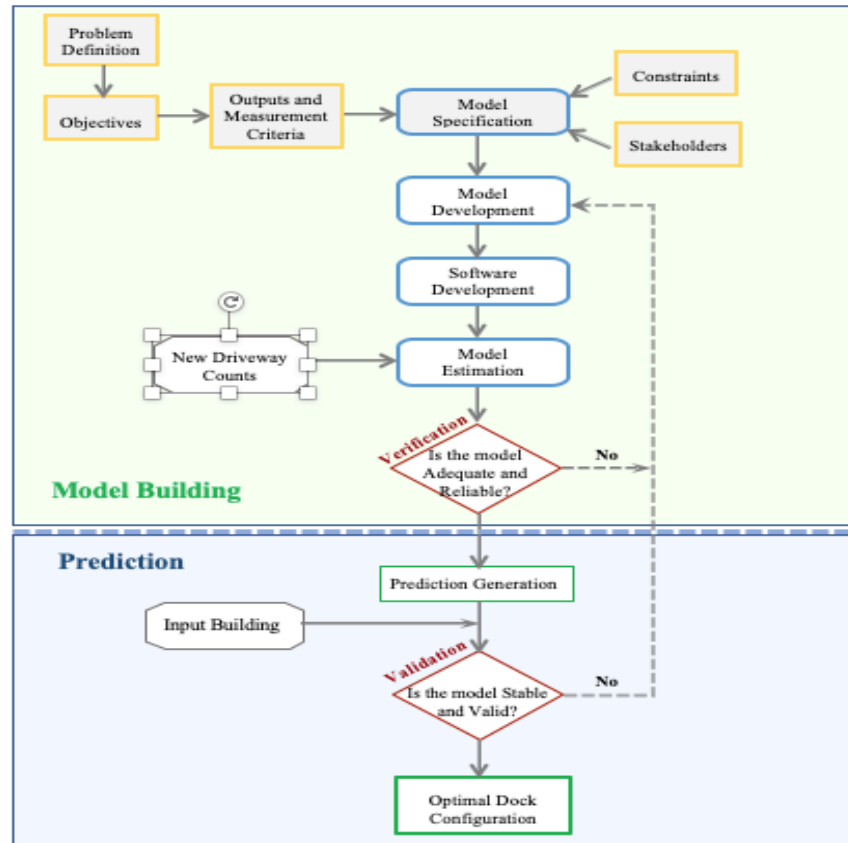 Problem
Definition
Objectives
Outputs and
Measurement
Criteria
Model
Specification
Constraints
Stakeholders
Model
Development
Software
Development
New Driveway
Counts
Model
Estimation
Verification
Is the model
Adequate and
Reliable?
No
Model Building
Prediction
Prediction Generation
Input Building
Validation
Is the model Stable
and Valid?
No
Optimal Dock
Configuration